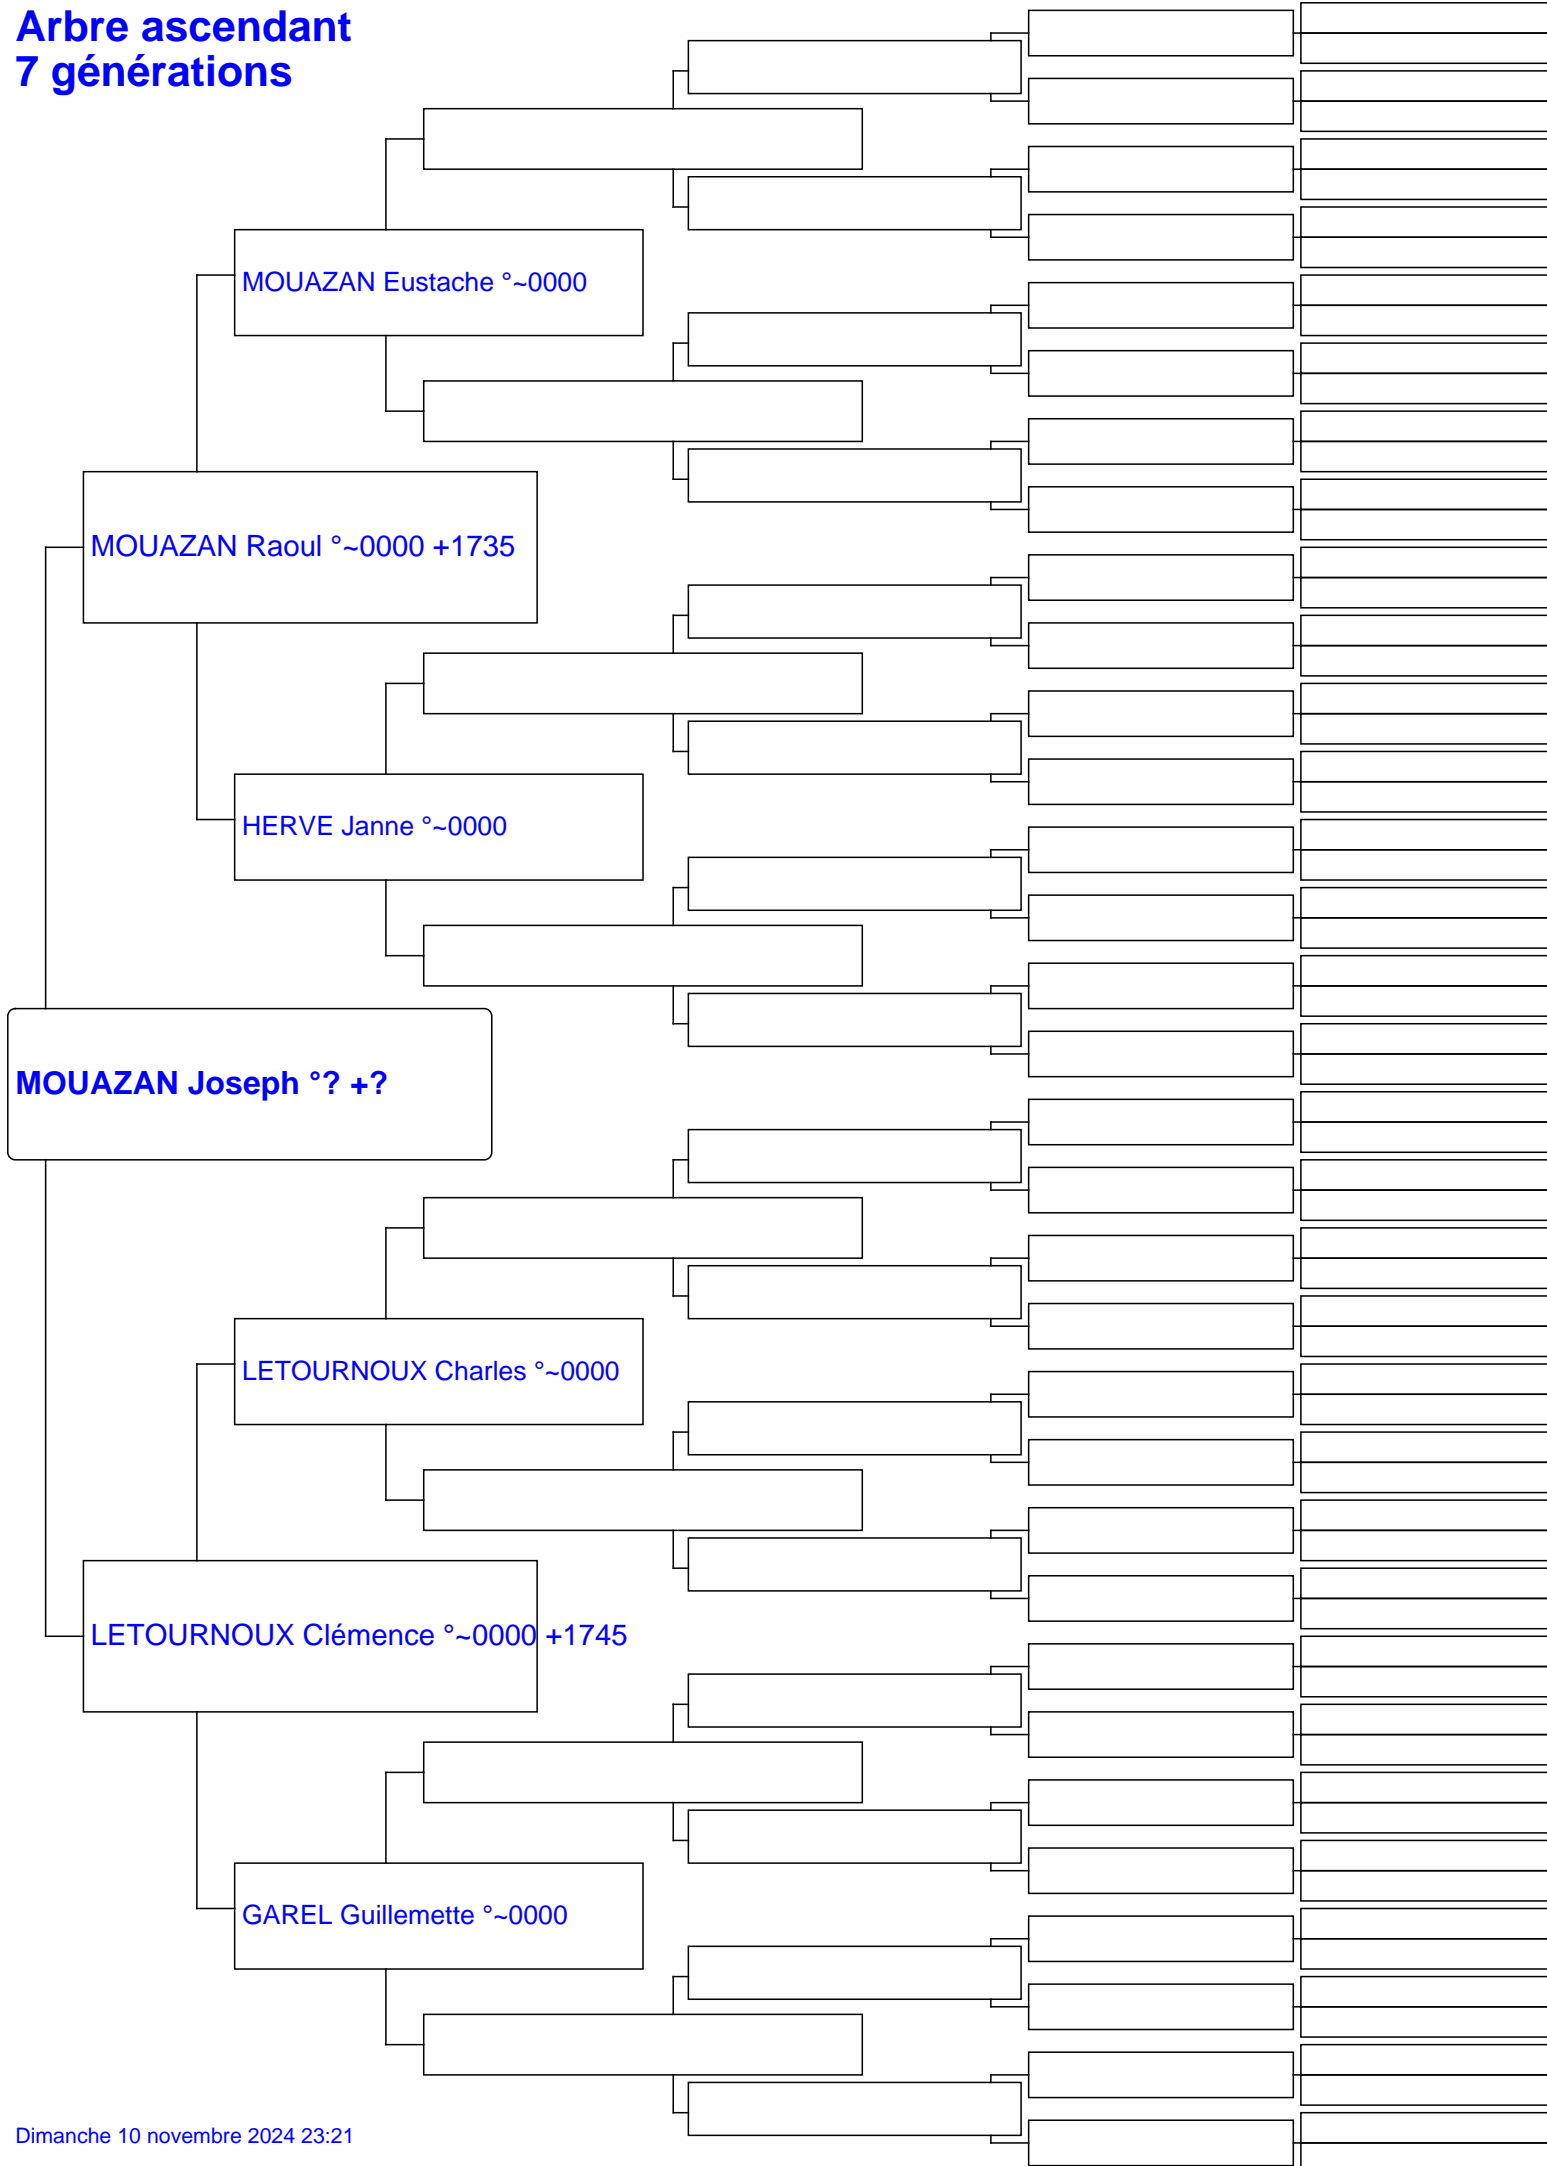 Arbre ascendant
7 générations
MOUAZAN Eustache °~0000
MOUAZAN Raoul °~0000 +1735
HERVE Janne °~0000
MOUAZAN Joseph °? +?
LETOURNOUX Charles °~0000
LETOURNOUX Clémence °~0000 +1745
GAREL Guillemette °~0000
Dimanche 10 novembre 2024 23:21